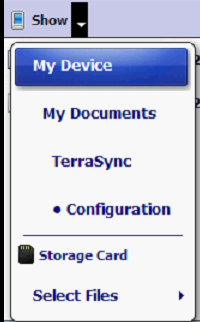 Show
My Device
My Documents
TerraSync
• Configuration
Storage Card
Select Files